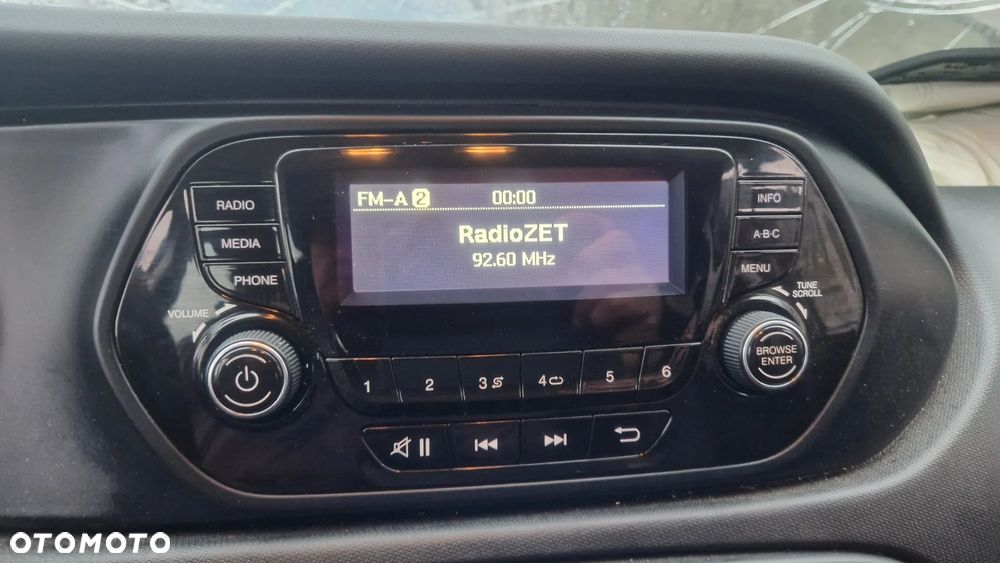 FM-A 2 00:00
RadioZET
92.60 MHz
RADIO
MEDIA
PHONE
VOLUME
INFO
A·B·C
MENU
TUNE
SCROLL
BROWSE
ENTER
1 2 3 4 5 6
OTOMOTO